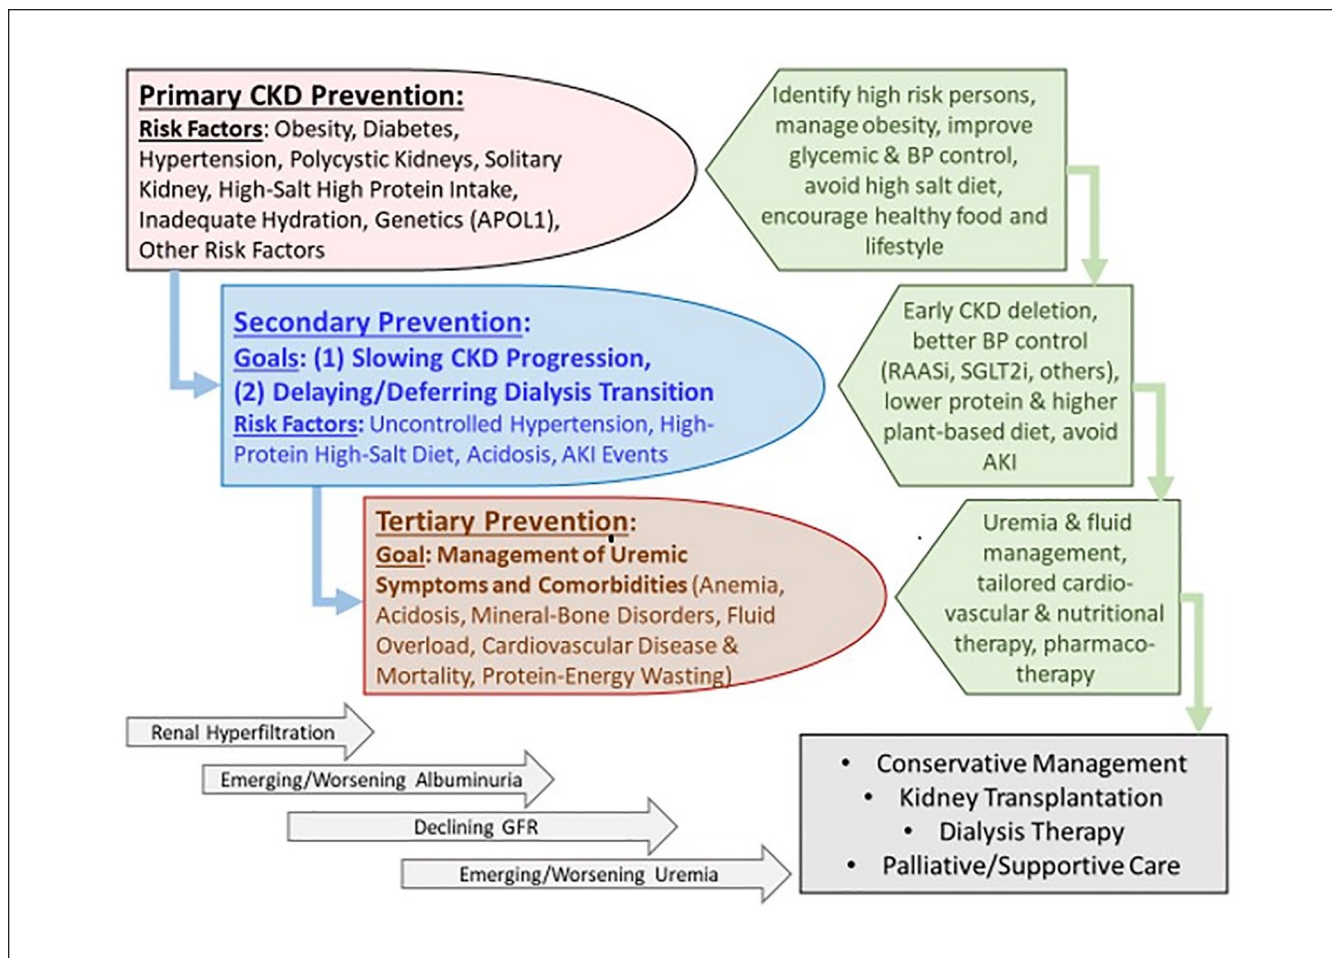 Primary CKD Prevention:
Risk Factors: Obesity, Diabetes,
Hypertension, Polycystic Kidneys, Solitary
Kidney, High-Salt High Protein Intake,
Inadequate Hydration, Genetics (APOL1),
Other Risk Factors
Identify high risk persons,
manage obesity, improve
glycemic & BP control,
avoid high salt diet,
encourage healthy food and
lifestyle
Secondary Prevention:
Goals: (1) Slowing CKD Progression,
(2) Delaying/Deferring Dialysis Transition
Risk Factors: Uncontrolled Hypertension, High-
Protein High-Salt Diet, Acidosis, AKI Events
Early CKD deletion,
better BP control
(RAASi, SGLT2i, others),
lower protein & higher
plant-based diet, avoid
AKI
Tertiary Prevention:
Goal: Management of Uremic
Symptoms and Comorbidities (Anemia,
Acidosis, Mineral-Bone Disorders, Fluid
Overload, Cardiovascular Disease &
Mortality, Protein-Energy Wasting)
Uremia & fluid
management,
tailored cardio-
vascular & nutritional
therapy, pharmaco-
therapy
Renal Hyperfiltration
Emerging/Worsening Albuminuria
Declining GFR
Emerging/Worsening Uremia
• Conservative Management
• Kidney Transplantation
• Dialysis Therapy
• Palliative/Supportive Care